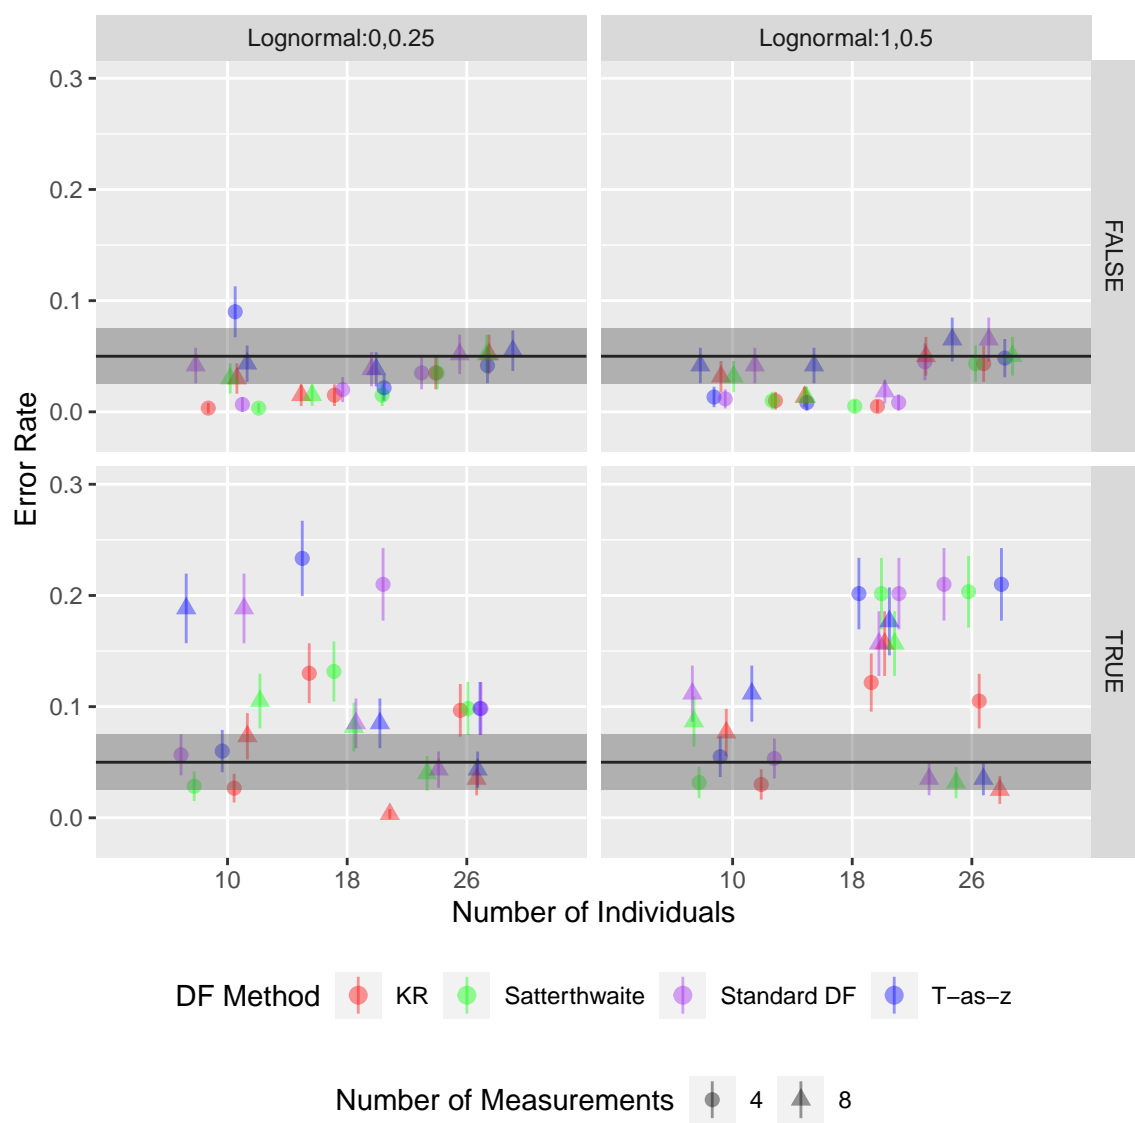 Lognormal:0,0.25 Lognormal:1,0.5
0.3
0.2
0.1
0.0
FALSE
Error Rate
0.3
0.2
0.1
0.0
TRUE
10 18 26 10 18 26
Number of Individuals
DF Method KR Satterthwaite Standard DF T−as−z
Number of Measurements 4 8